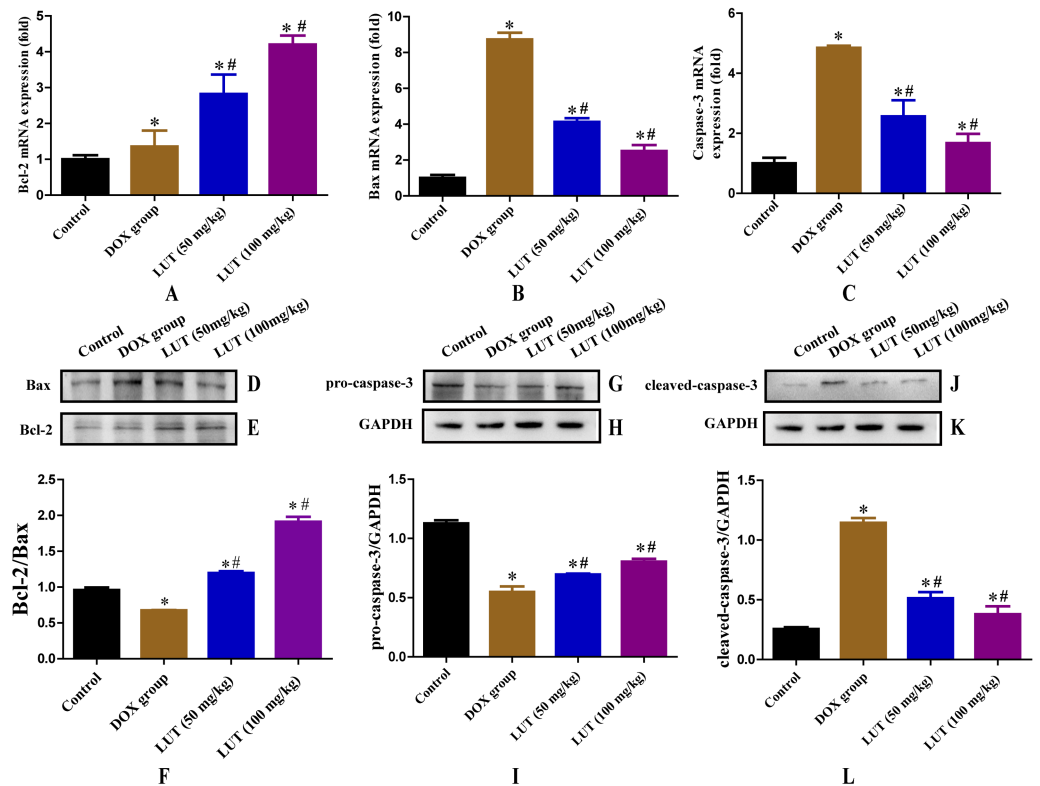 Bcl-2 mRNA expression (fold)
5
4
3
2
1
0
*
*#
*#
Control
DOX group
LUT (50 mg/kg)
LUT (100 mg/kg)
A
Bax mRNA expression (fold)
10
8
6
4
2
0
*
*#
*#
Control
DOX group
LUT (50 mg/kg)
LUT (100 mg/kg)
B
Caspase-3 mRNA
expression (fold)
6
4
2
0
*
*#
*#
Control
DOX group
LUT (50 mg/kg)
LUT (100 mg/kg)
C
Control
DOX group
LUT (50mg/kg)
LUT (100mg/kg)
Bax
D
Bcl-2
E
Control
DOX group
LUT (50mg/kg)
LUT (100mg/kg)
pro-caspase-3
G
GAPDH
H
Control
DOX group
LUT (50mg/kg)
LUT (100mg/kg)
cleaved-caspase-3
J
GAPDH
K
Bcl-2/Bax
2.5
2.0
1.5
1.0
0.5
0.0
*
*#
*#
Control
DOX group
LUT (50 mg/kg)
LUT (100 mg/kg)
F
pro-caspase-3/GAPDH
1.5
1.0
0.5
0.0
*
*#
*#
Control
DOX group
LUT (50 mg/kg)
LUT (100 mg/kg)
I
cleaved-caspase-3/GAPDH
1.5
1.0
0.5
0.0
*
*#
*#
Control
DOX group
LUT (50 mg/kg)
LUT (100 mg/kg)
L